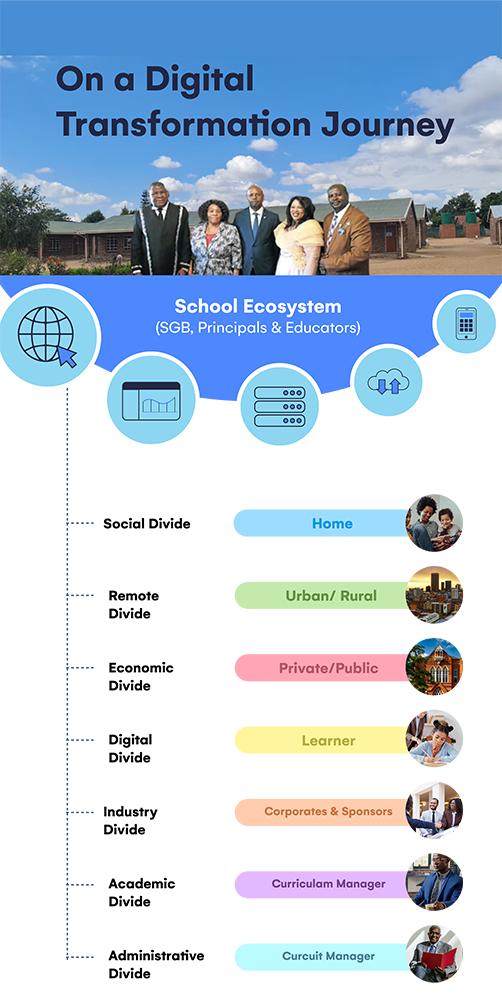 On a Digital
Transformation Journey
School Ecosystem
(SGB, Principals & Educators)
Social Divide
Home
Remote
Divide
Urban/ Rural
Economic
Divide
Private/Public
Digital
Divide
Learner
Industry
Divide
Corporates & Sponsors
Academic
Divide
Curriculam Manager
Administrative
Divide
Curcuit Manager